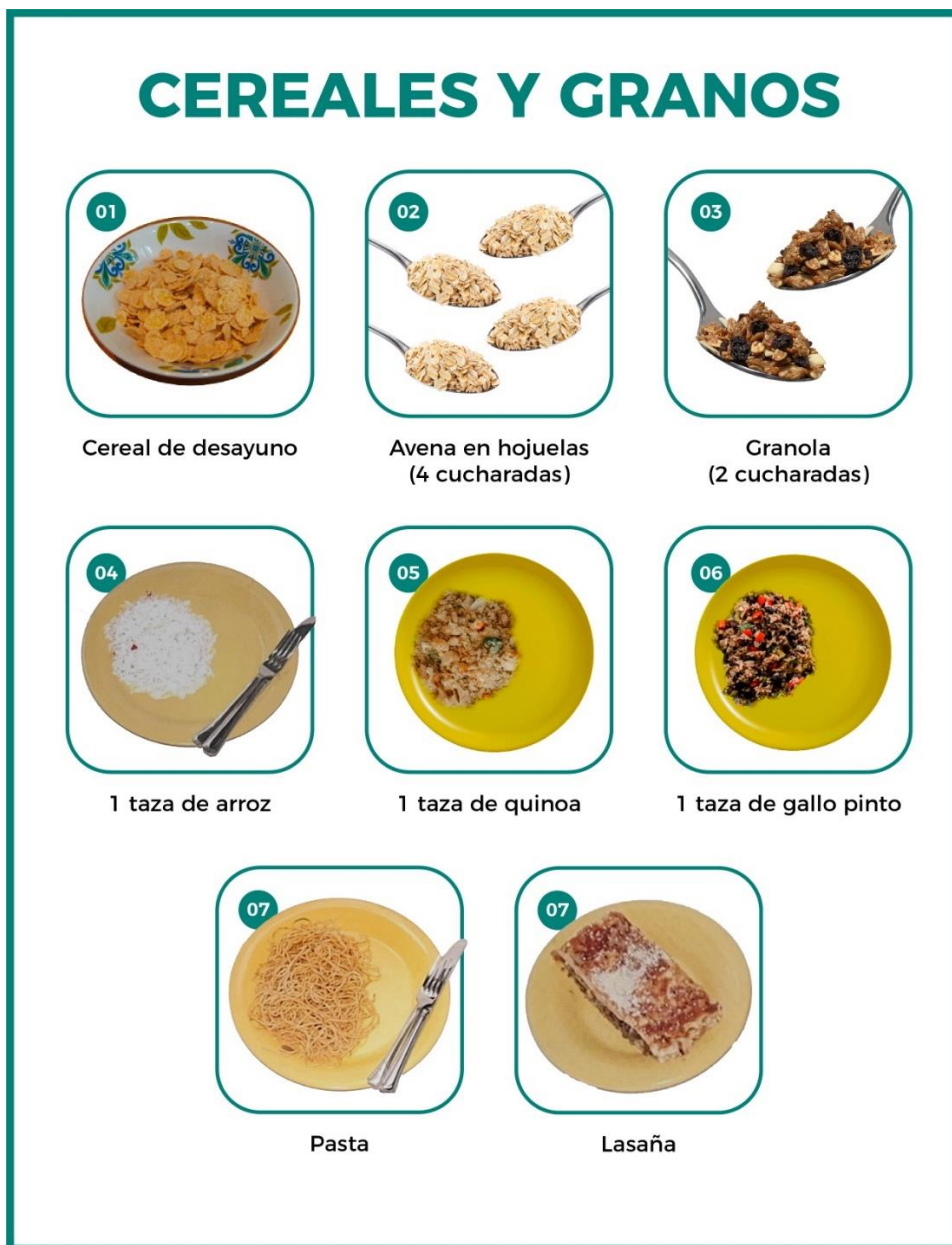 CEREALES Y GRANOS
01
02
03
Cereal de desayuno
Avena en hojuelas
(4 cucharadas)
Granola
(2 cucharadas)
04
05
06
1 taza de arroz
1 taza de quinoa
1 taza de gallo pinto
07
07
Pasta
Lasaña